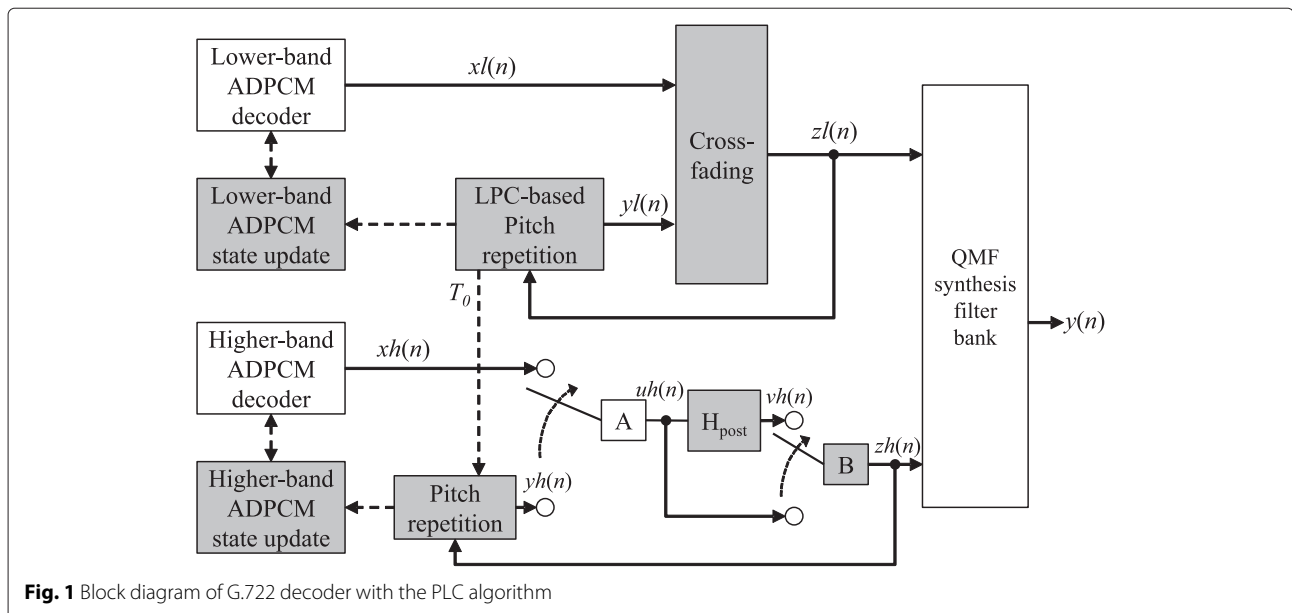 Lower-band
ADPCM
decoder
xl(n)
Cross-
fading
zl(n)
Lower-band
ADPCM
state update
LPC-based
Pitch
repetition
yl(n)
T0
QMF
synthesis
filter
bank
y(n)
Higher-band
ADPCM
decoder
xh(n)
A
uh(n)
Hpost
vh(n)
B
zh(n)
Higher-band
ADPCM
state update
Pitch
repetition
yh(n)
Fig. 1 Block diagram of G.722 decoder with the PLC algorithm